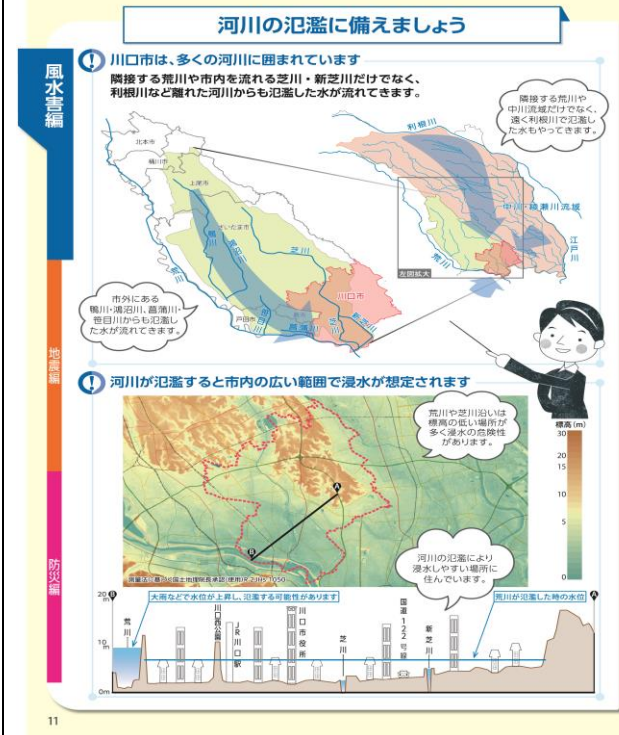 河川の氾濫に備えましょう
風水害編
地震編
防災編
川口市は、多くの河川に囲まれています
隣接する荒川や市内を流れる芝川・新芝川だけでなく、
利根川など離れた河川からも氾濫した水が流れてきます。
隣接する荒川や
中川流域だけでなく、
遠く利根川で氾濫し
た水もやってきます。
北本市
桶川市
上尾市
さいたま市
鴨川
鴻沼川
芝川
荒川
川口市
戸田市
蕨市
笹目川
菖蒲川
芝川
新芝川
利根川
中川・綾瀬川流域
江戸川
荒川
左図拡大
市外にある
鴨川・鴻沼川、菖蒲川・
笹目川からも氾濫し
た水が流れてきます。
河川が氾濫すると市内の広い範囲で浸水が想定されます
荒川や芝川沿いは
標高の低い場所が
多く浸水の危険性
があります。
標高(m)
30
20
15
10
5
0
A
B
河川の氾濫により
浸水しやすい場所に
住んでいます。
20m
B
A
大雨などで水位が上昇し、氾濫する可能性があります
荒川が氾濫した時の水位
荒川
川口西公園
JR川口駅
川口市役所
芝川
国道122号線
新芝川
10m
0m
11